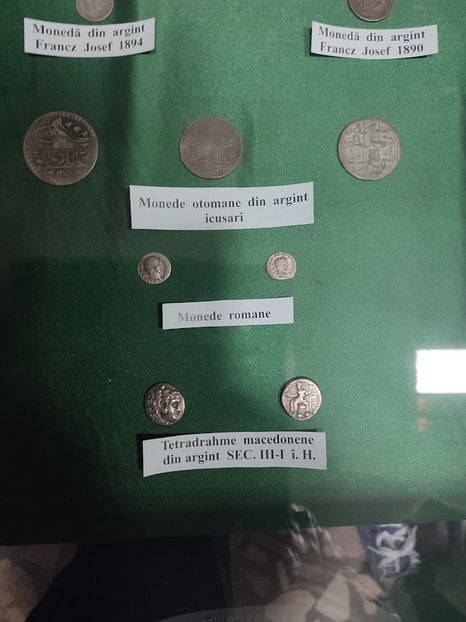 Monedă din argint
Francz Josef 1894
Monedă din argint
Francz Josef 1890
Monede otomane din argint
icusari
Monede romane
Tetradrahme macedonene
din argint SEC. III-I î. H.